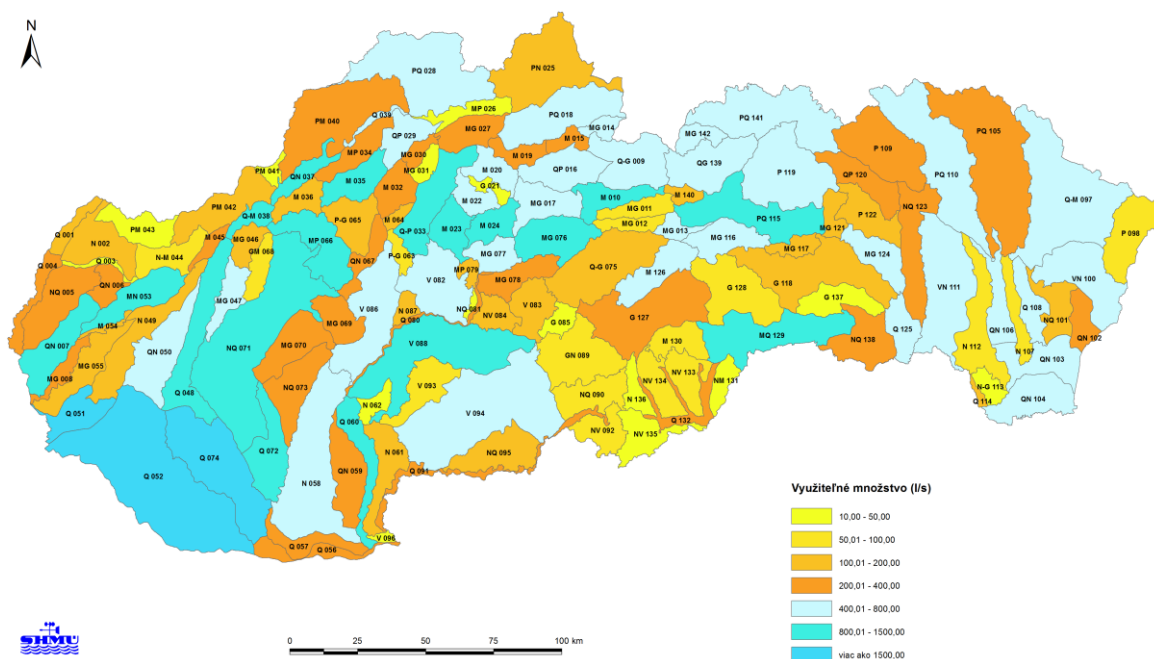 N
PQ 028
PN 025
MP 026
Q 039
PM 040
QP 029
MG 027
PQ 018
MG 014
M 015
PQ 141
MG 142
PQ 105
P 109
MP 034
MG 030
M 019
Q-G 009
QG 139
P 119
PM 041
QN 037
M 035
MG 031
M 032
M 020
QP 016
QP 120
PQ 110
G 021
M 036
M 022
MG 017
M 010
M 140
NQ 123
Q-M 097
PM 042
Q-M 038
P-G 065
M 064
MG 011
P 122
PQ 115
PM 043
Q 001
M 045
MG 046
MP 066
Q-P 033
M 023
M 024
MG 012
MG 013
MG 116
MG 121
P 098
N 002
N-M 044
GM 068
P-G 063
MG 076
MG 117
MG 124
Q 003
Q 004
QN 067
MG 077
MP 079
Q-G 075
M 126
VN 100
NQ 005
QN 006
MN 053
MG 047
V 082
MG 078
G 118
G 128
VN 111
N 049
V 086
N 087
NQ 081
NV 084
V 083
G 137
Q 108
NQ 101
M 054
MG 069
Q 080
G 085
G 127
Q 125
QN 106
QN 102
QN 007
QN 050
NQ 071
V 088
MQ 129
NQ 138
N 112
N 107
QN 103
MG 008
MG 055
MG 070
GN 089
M 130
NV 133
NM 131
N-G 113
NQ 073
V 093
NV 134
Q 048
NQ 090
N 136
Q 114
QN 104
Q 051
N 062
V 094
Q 060
Q 132
NV 092
NV 135
Q 074
Q 072
N 061
NQ 095
Q 052
N 058
QN 059
Q 091
V 096
Q 057
Q 056
Využiteľné množstvo (l/s)
10,00 - 50,00
50,01 - 100,00
100,01 - 200,00
200,01 - 400,00
400,01 - 800,00
800,01 - 1500,00
viac ako 1500,00
SHMÚ
0 25 50 75 100 km